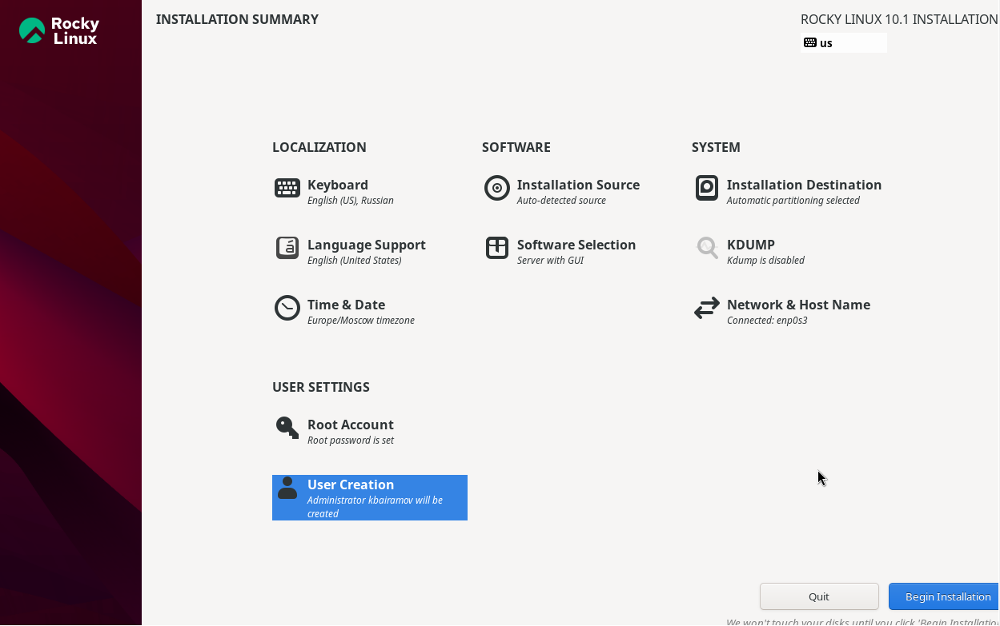 Rocky
Linux
INSTALLATION SUMMARY
ROCKY LINUX 10.1 INSTALLATION
us
LOCALIZATION
Keyboard
English (US), Russian
Language Support
English (United States)
Time & Date
Europe/Moscow timezone
SOFTWARE
Installation Source
Auto-detected source
Software Selection
Server with GUI
SYSTEM
Installation Destination
Automatic partitioning selected
KDUMP
Kdump is disabled
Network & Host Name
Connected: enp0s3
USER SETTINGS
Root Account
Root password is set
User Creation
Administrator kbairamov will be
created
Quit
Begin Installation
We won't touch your disks until you click 'Begin Installatio